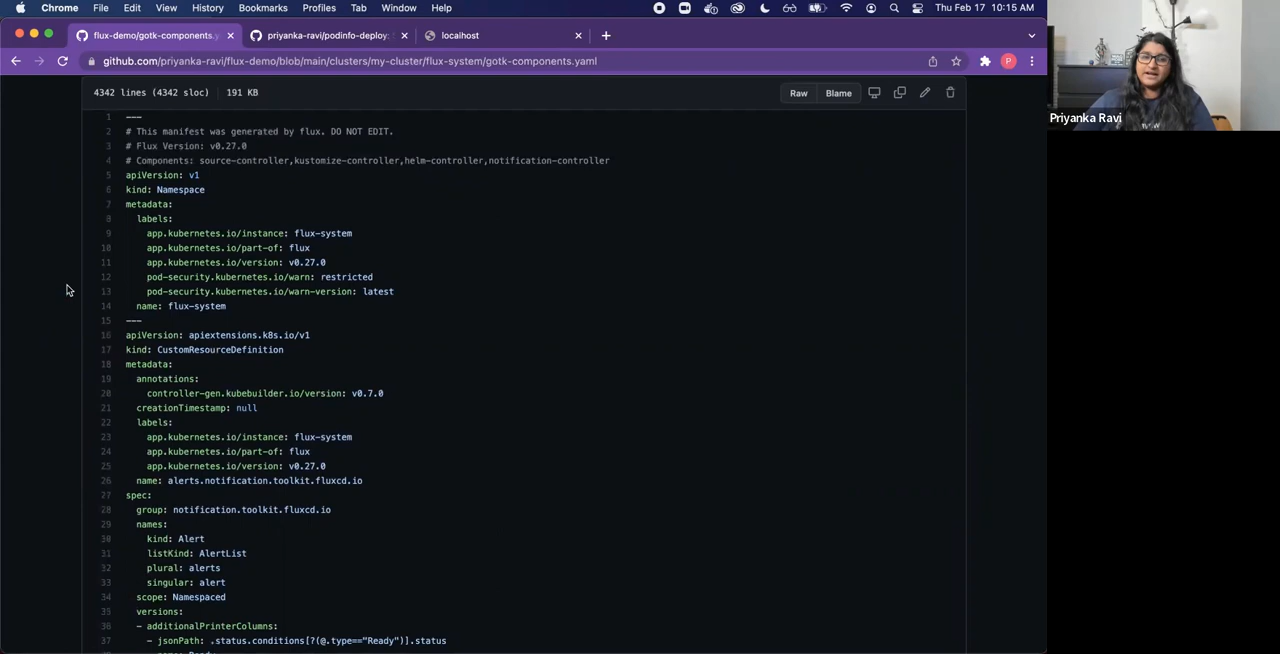 Chrome File Edit View History Bookmarks Profiles Tab Window Help Thu Feb 17 10:15 AM
flux-demo/gotk-components.y priyanka-ravi/podinfo-deploy: localhost
github.com/priyanka-ravi/flux-demo/blob/main/clusters/my-cluster/flux-system/gotk-components.yaml P
Priyanka Ravi
4342 lines (4342 sloc) 191 KB Raw Blame
1 ---
2 # This manifest was generated by flux. DO NOT EDIT.
3 # Flux Version: v0.27.0
4 # Components: source-controller,kustomize-controller,helm-controller,notification-controller
5 apiVersion: v1
6 kind: Namespace
7 metadata:
8 labels:
9 app.kubernetes.io/instance: flux-system
10 app.kubernetes.io/part-of: flux
11 app.kubernetes.io/version: v0.27.0
12 pod-security.kubernetes.io/warn: restricted
13 pod-security.kubernetes.io/warn-version: latest
14 name: flux-system
15 ---
16 apiVersion: apiextensions.k8s.io/v1
17 kind: CustomResourceDefinition
18 metadata:
19 annotations:
20 controller-gen.kubebuilder.io/version: v0.7.0
21 creationTimestamp: null
22 labels:
23 app.kubernetes.io/instance: flux-system
24 app.kubernetes.io/part-of: flux
25 app.kubernetes.io/version: v0.27.0
26 name: alerts.notification.toolkit.fluxcd.io
27 spec:
28 group: notification.toolkit.fluxcd.io
29 names:
30 kind: Alert
31 listKind: AlertList
32 plural: alerts
33 singular: alert
34 scope: Namespaced
35 versions:
36 - additionalPrinterColumns:
37 - jsonPath: .status.conditions[?(@.type=="Ready")].status